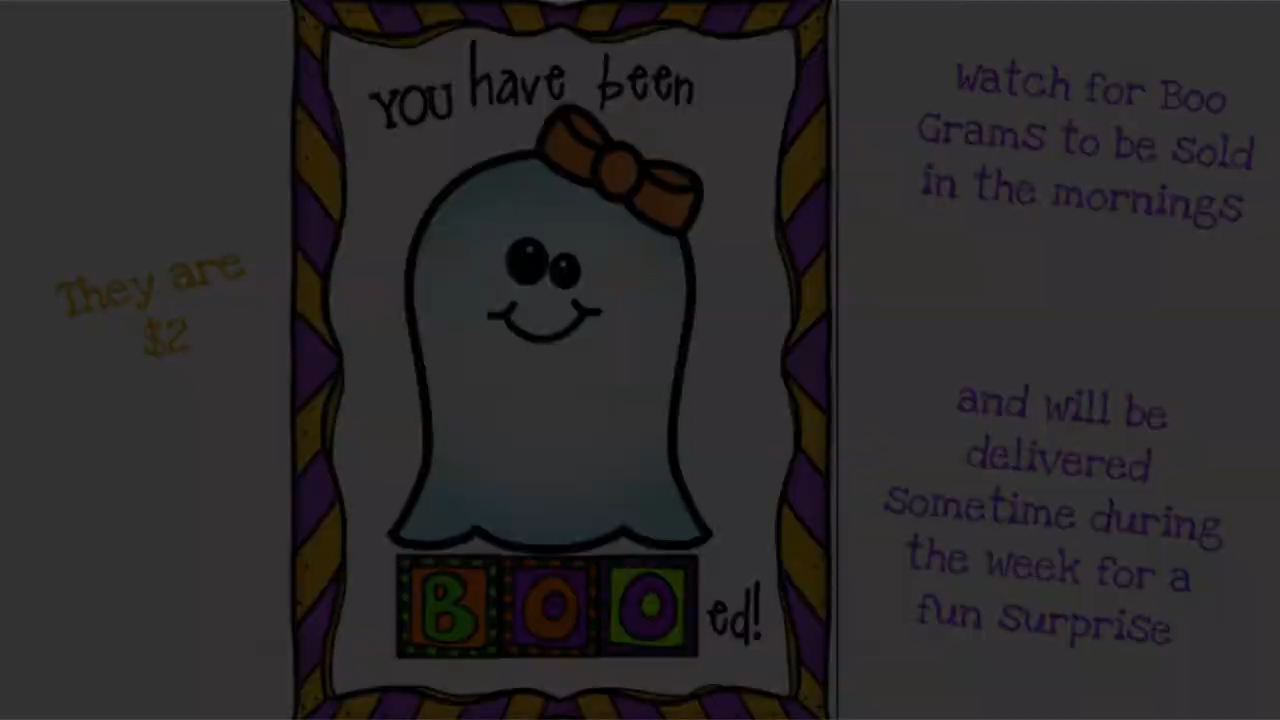 They are
$2
YOU have been
BOO ed!
watch for Boo
Grams to be sold
in the mornings
and will be
delivered
sometime during
the week for a
fun surprise